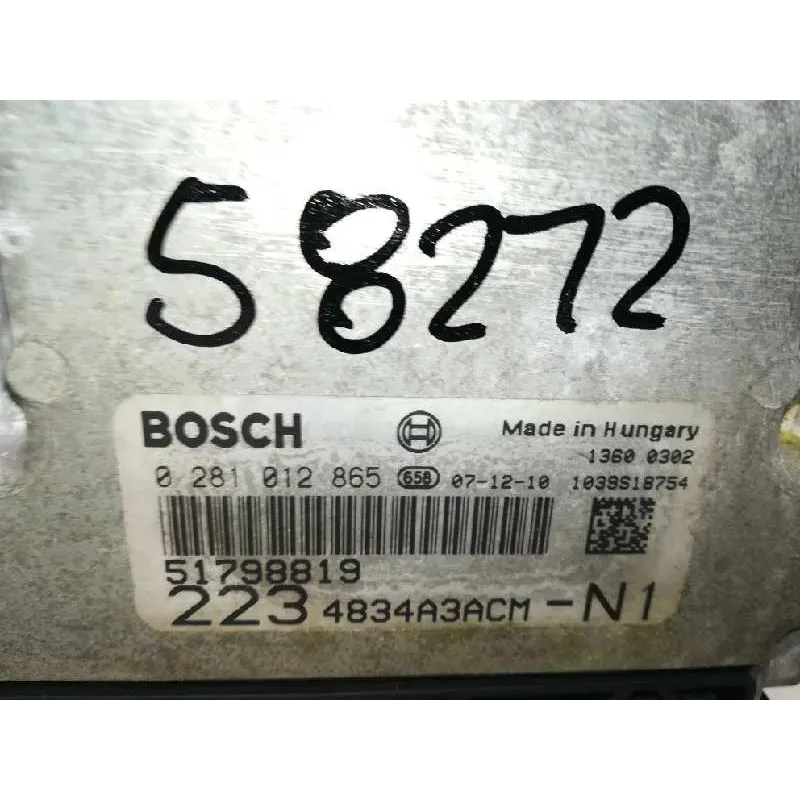 58272
BOSCH
Made in Hungary
1360 0302
0 281 012 865 658 07-12-10 1039S18754
51798819
223 4834A3ACM -N1